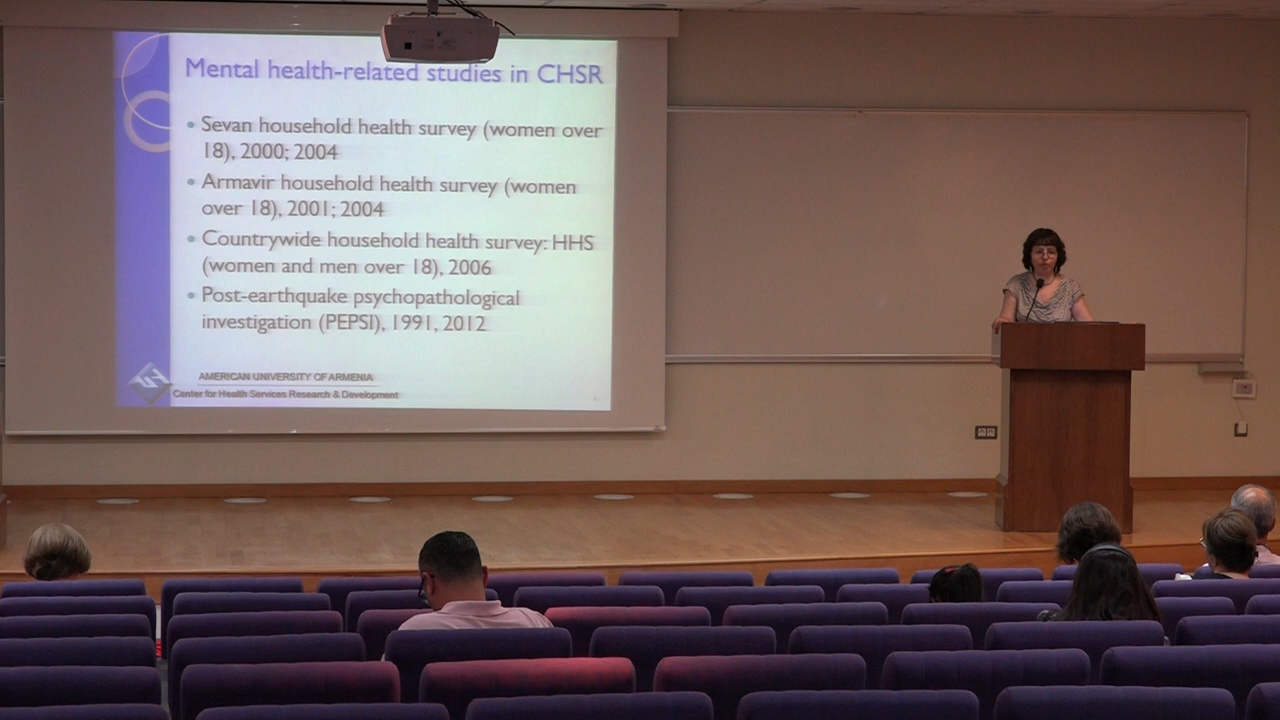 Mental health-related studies in CHSR
• Sevan household health survey (women over
18), 2000; 2004
• Armavir household health survey (women
over 18), 2001; 2004
• Countrywide household health survey: HHS
(women and men over 18), 2006
• Post-earthquake psychopathological
investigation (PEPSI), 1991, 2012
AMERICAN UNIVERSITY OF ARMENIA
Center for Health Services Research & Development